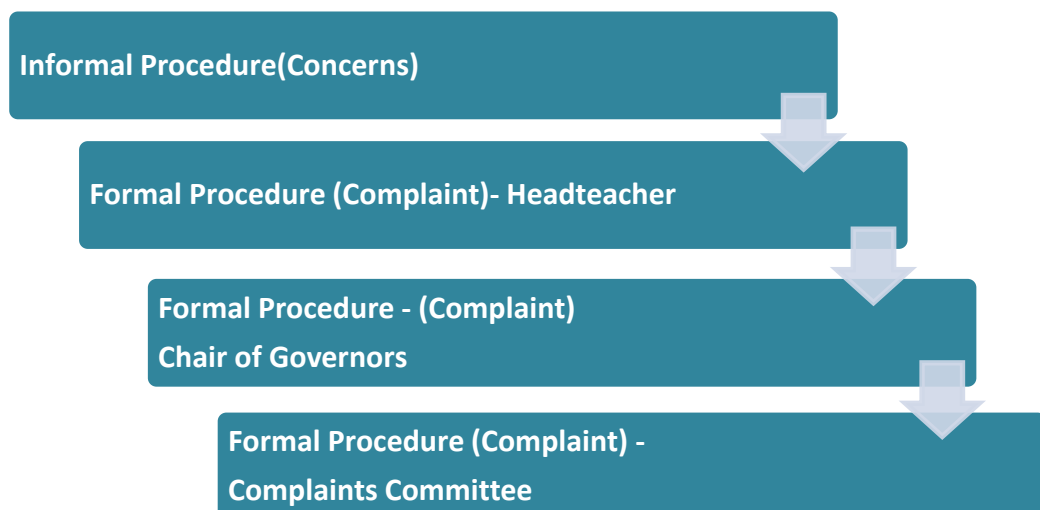 Informal Procedure(Concerns)
Formal Procedure (Complaint)- Headteacher
Formal Procedure - (Complaint)
Chair of Governors
Formal Procedure (Complaint) -
Complaints Committee